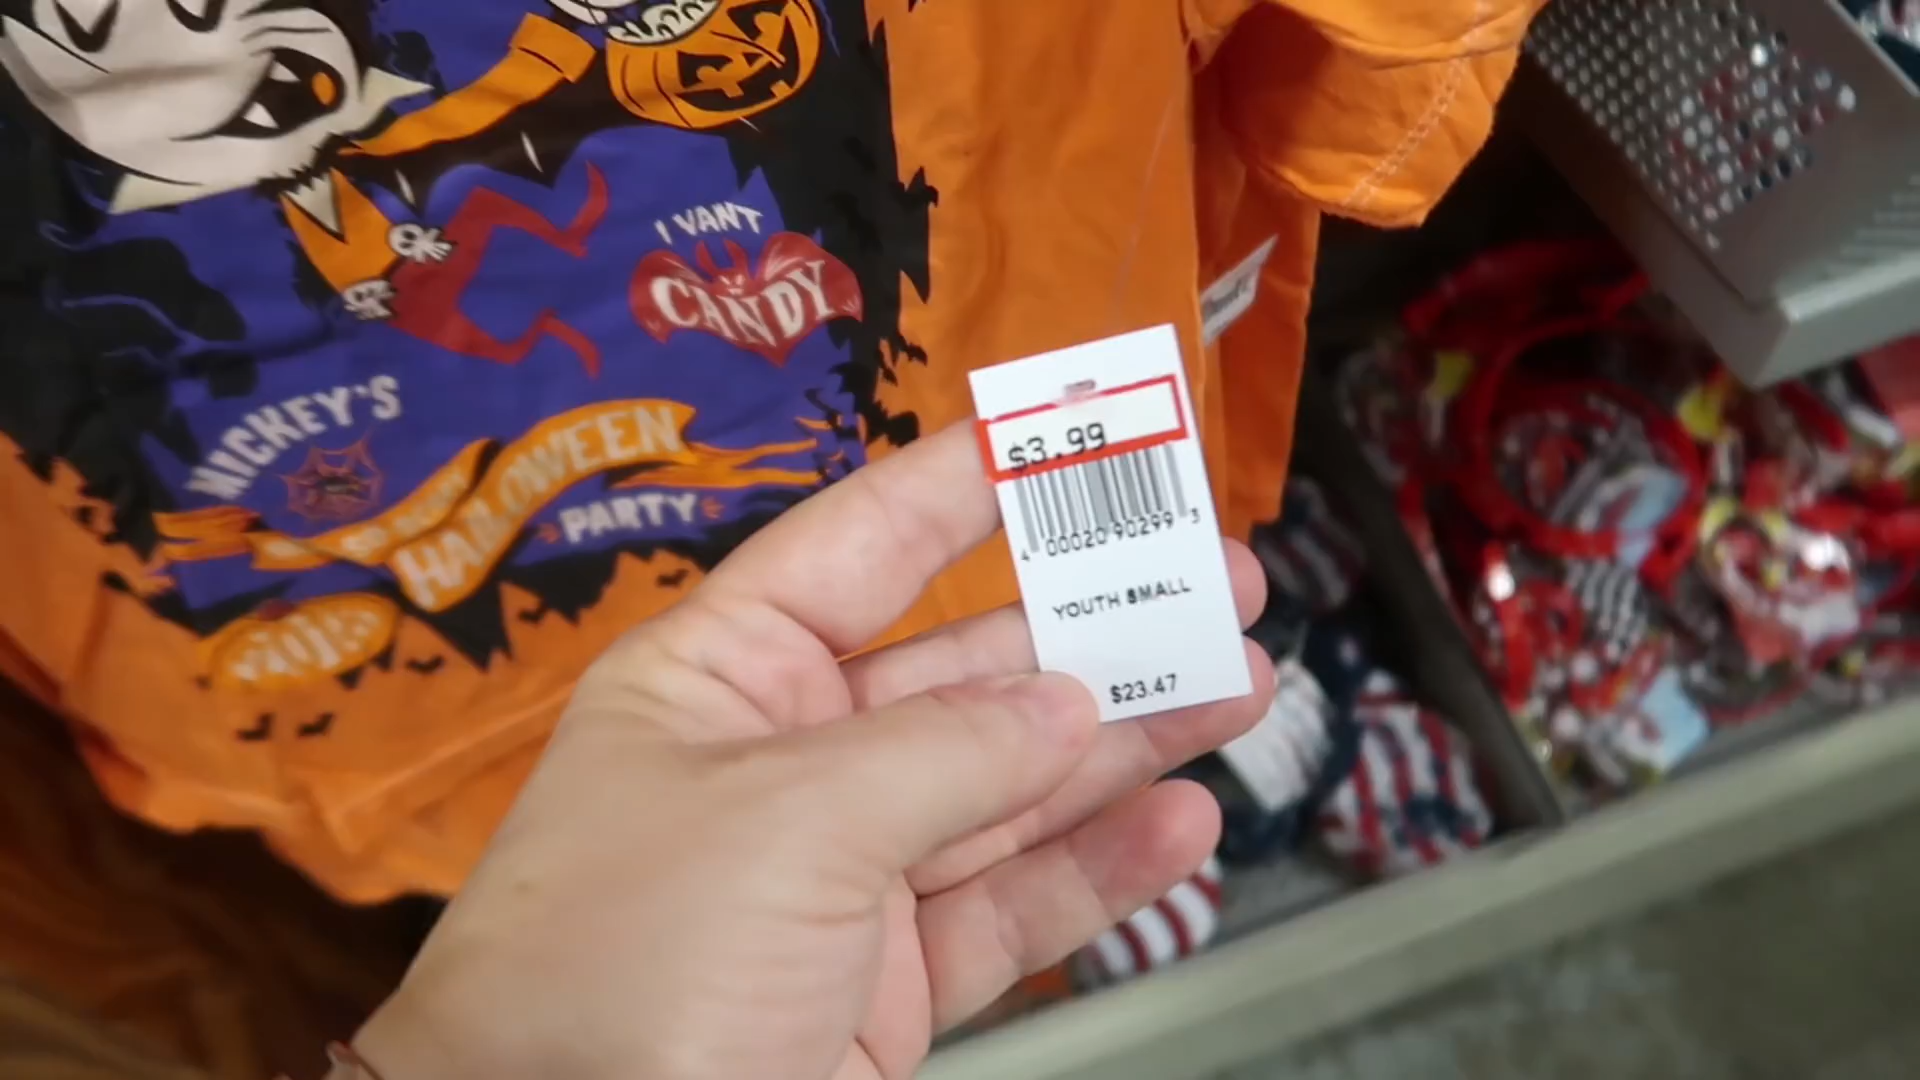 I VANT
CANDY
MICKEY'S
HALLOWEEN
PARTY
$3.99
4 00020 90299 3
YOUTH SMALL
$23.47